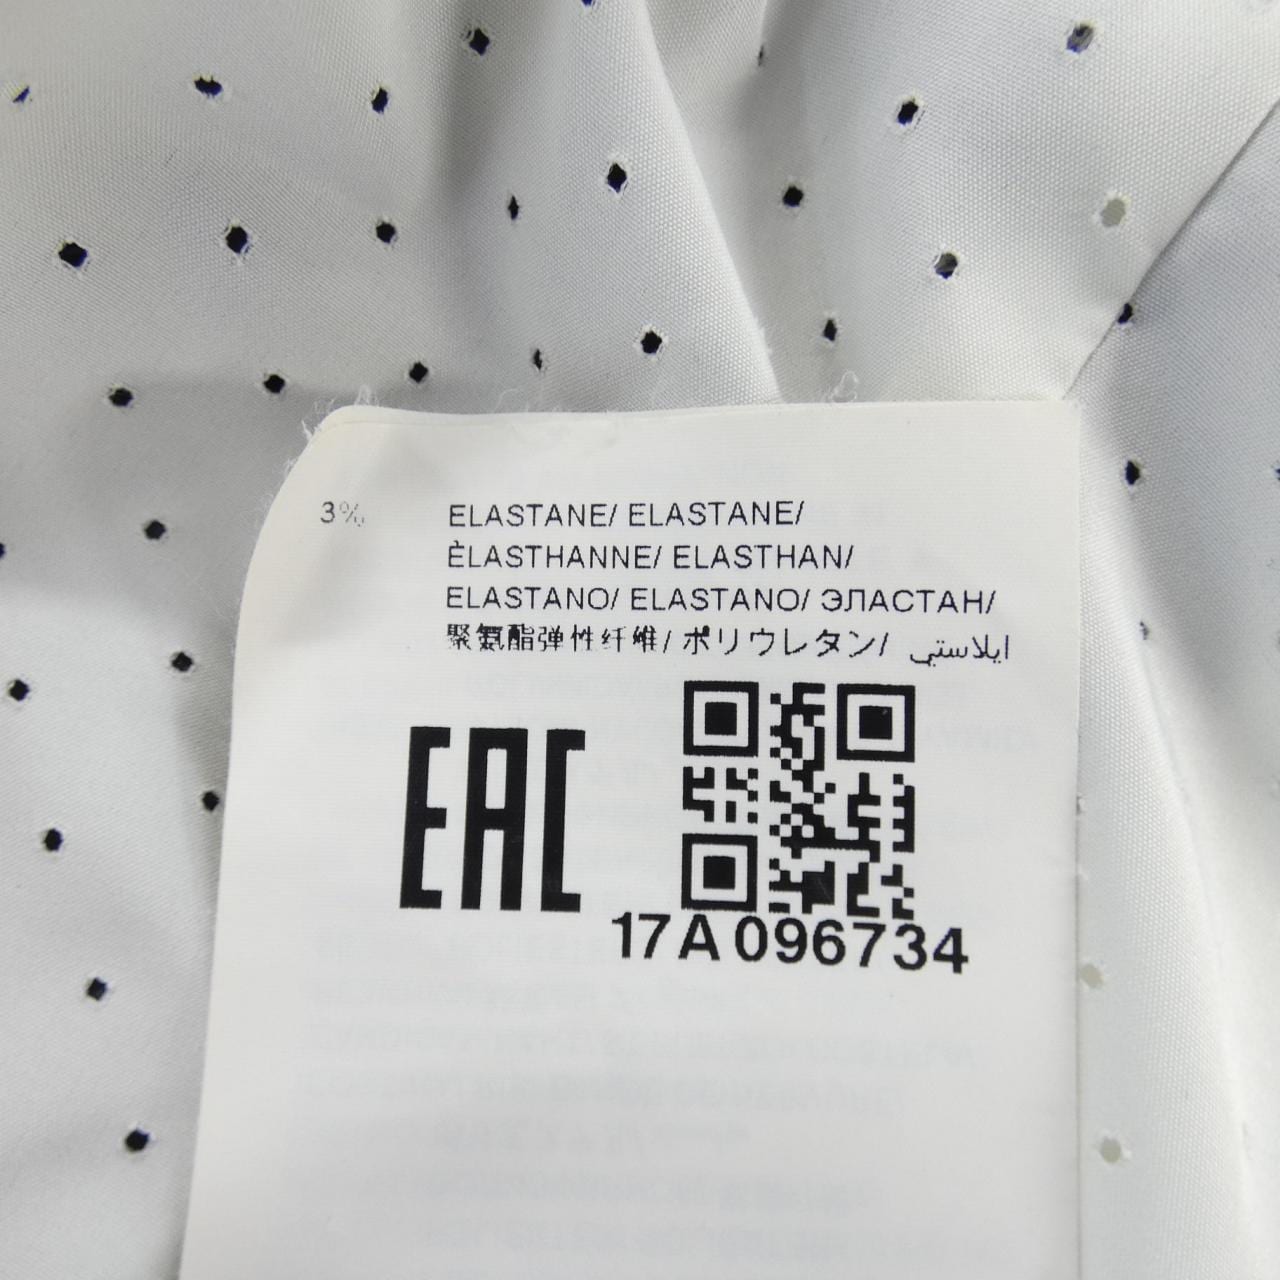 3% ELASTANE/ ELASTANE/
ÈLASTHANNE/ ELASTHAN/
ELASTANO/ ELASTANO/ ЭЛАСТАН/
聚氨酯弹性纤维/ ポリウレタン/ ايلاستي
EAC
17A096734